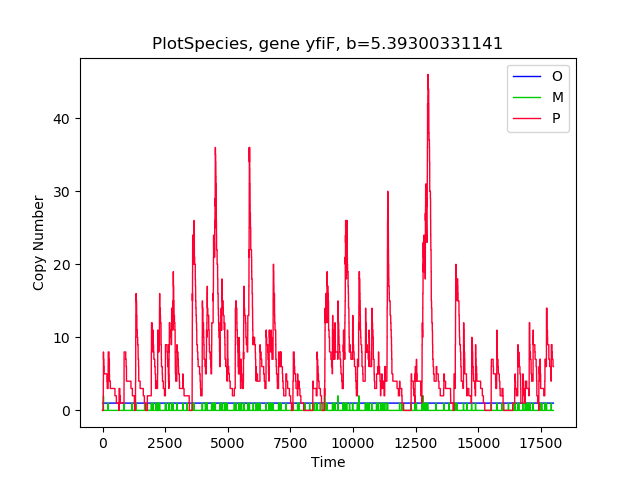 PlotSpecies, gene yfiF, b=5.39300331141
O
M
P
40
30
20
10
0
Copy Number
0 2500 5000 7500 10000 12500 15000 17500
Time